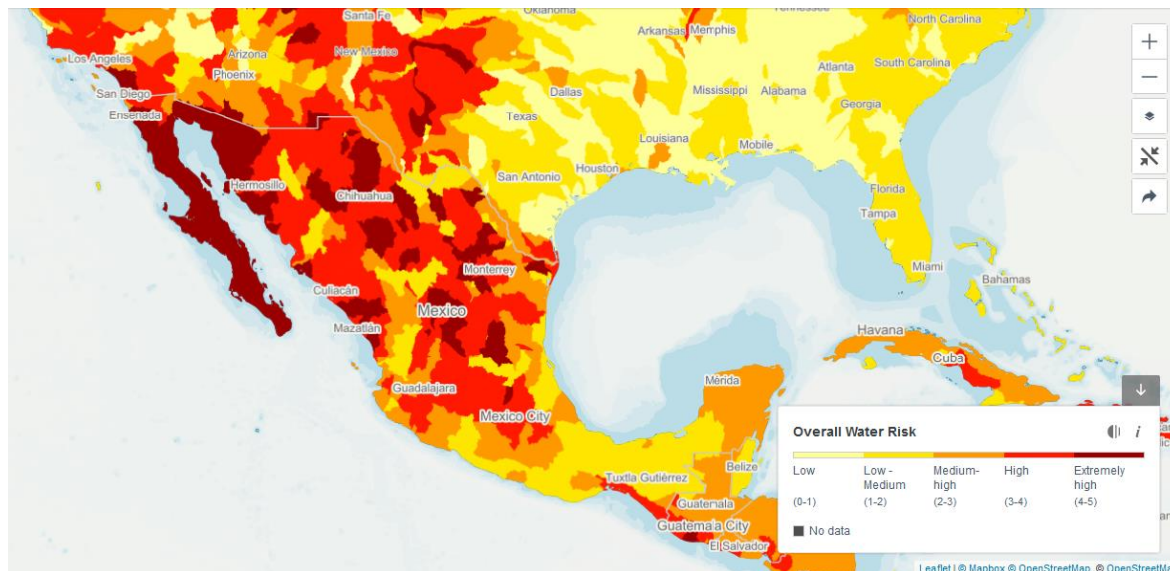 Santa Fe
Oklahoma
Tennessee
North Carolina
Arkansas Memphis
Los Angeles
Arizona
New Mexico
Phoenix
Atlanta
South Carolina
San Diego
Dallas
Mississippi
Alabama
Georgia
Ensenada
Texas
Louisiana
Mobile
Houston
San Antonio
Hermosillo
Chihuahua
Florida
Tampa
Monterrey
Miami
Bahamas
Culiacán
Mexico
Mazatlán
Havana
Cuba
Mérida
Guadalajara
Mexico City
Belize
Tuxtla Gutiérrez
Guatemala
Guatemala City
El Salvador
Overall Water Risk
i
Low
Low -
Medium
Medium-
high
High
Extremely
high
(0-1)
(1-2)
(2-3)
(3-4)
(4-5)
No data
Leaflet | © Mapbox © OpenStreetMap, © OpenStreetMa